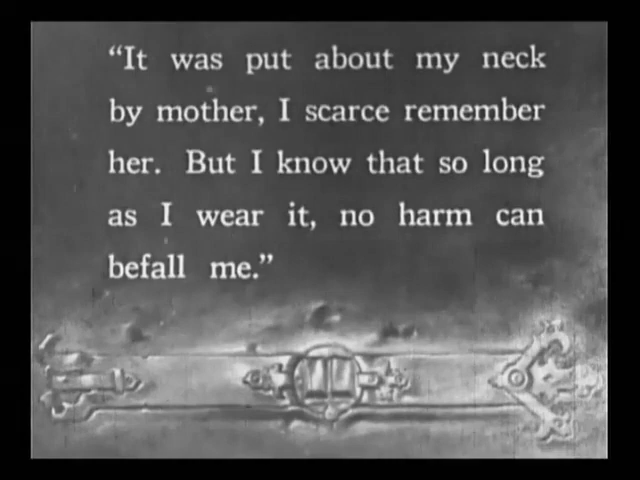 “It was put about my neck
by mother, I scarce remember
her. But I know that so long
as I wear it, no harm can
befall me.”